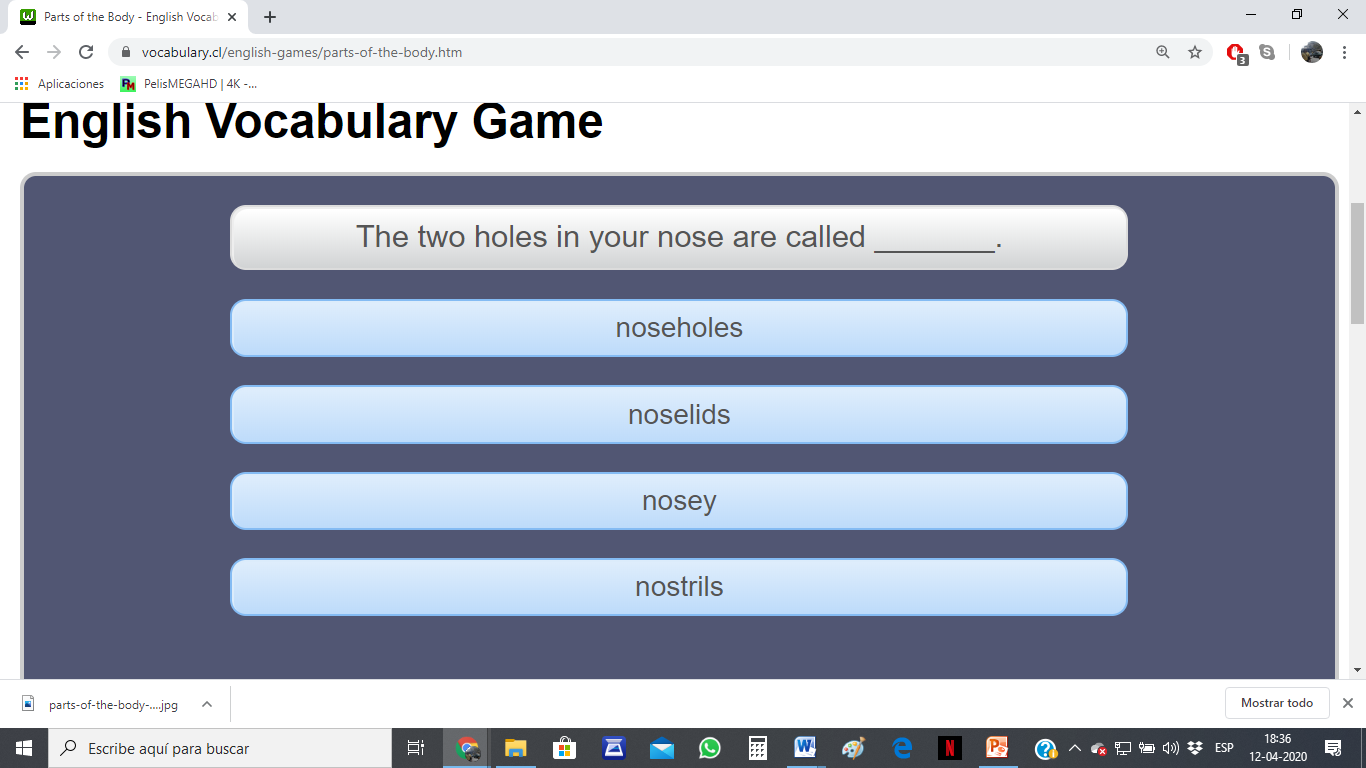 Parts of the Body - English Vocab
vocabulary.cl/english-games/parts-of-the-body.htm
3
Aplicaciones
PelisMEGAHD | 4K -...
English Vocabulary Game
The two holes in your nose are called _______.
noseholes
noselids
nosey
nostrils
parts-of-the-body-....jpg
Mostrar todo
Escribe aquí para buscar
ESP
18:36
12-04-2020